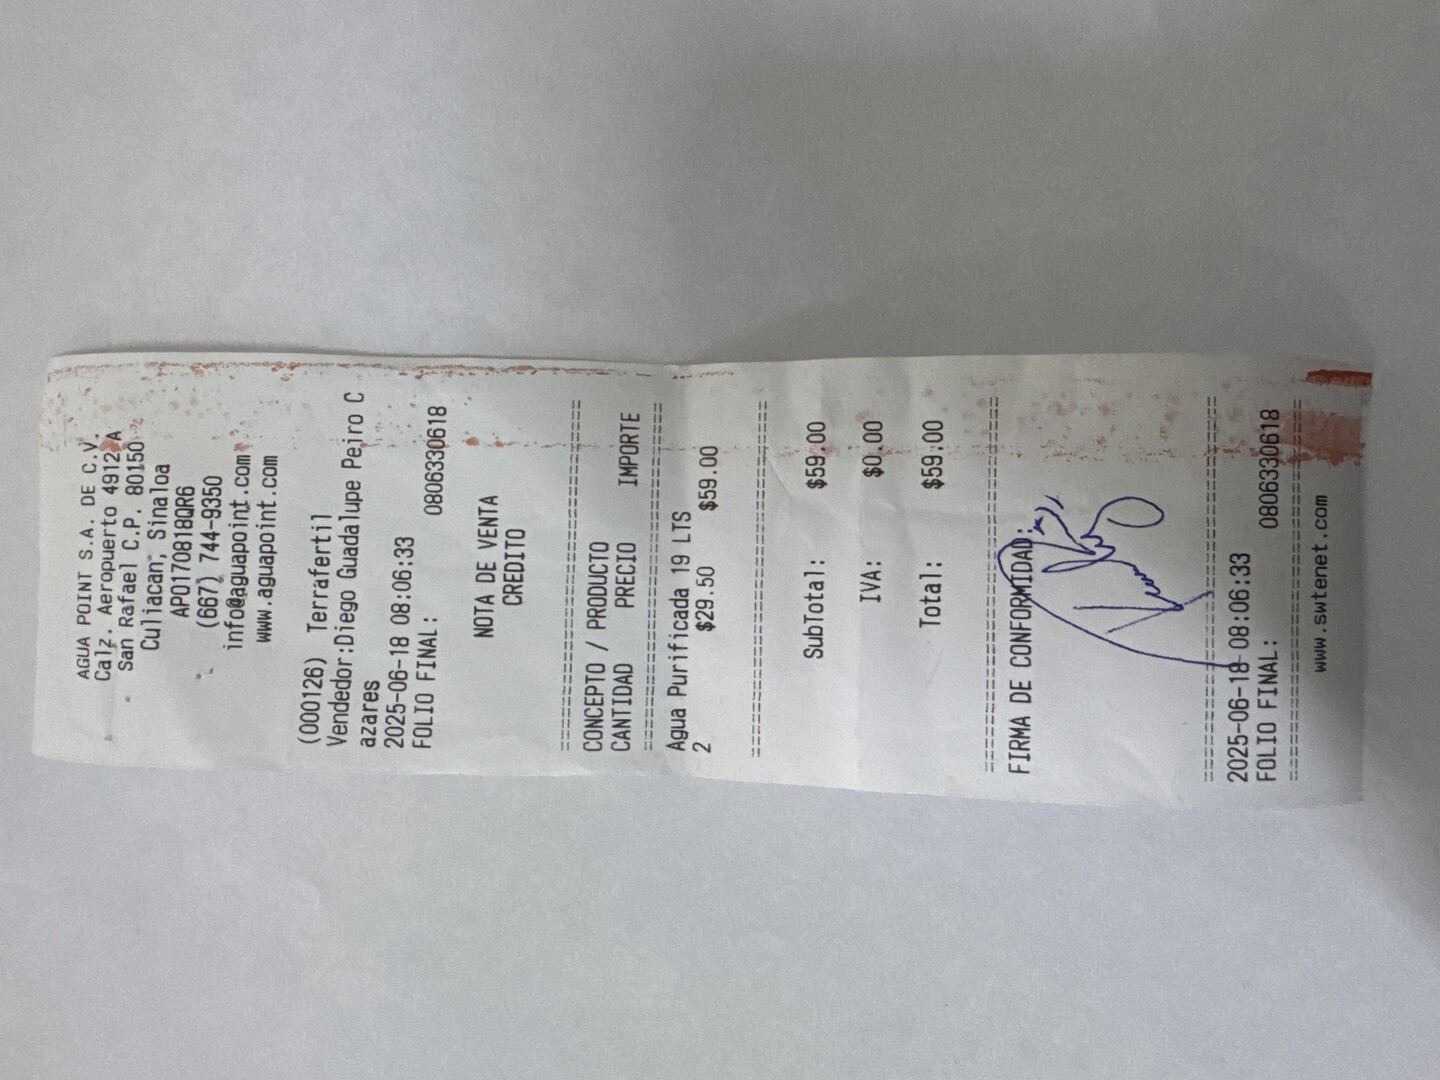 AGUA POINT S.A. DE C.V
Calz. Aeropuerto 4912 A
San Rafael C.P. 80150
Culiacan, Sinaloa
APO170818QR6
(667) 744-9350
info@aguapoint.com
www.aguapoint.com
(000126) Terrafertil
Vendedor:Diego Guadalupe Peiro C
azares
2025-06-18 08:06:33
FOLIO FINAL: 0806330618
NOTA DE VENTA
CREDITO
================================
CONCEPTO / PRODUCTO
CANTIDAD PRECIO IMPORTE
================================
Agua Purificada 19 LTS
2 $29.50 $59.00
================================
SubTotal: $59.00
IVA: $0.00
Total: $59.00
================================
FIRMA DE CONFORMIDAD:
================================
2025-06-18 08:06:33
FOLIO FINAL: 0806330618
================================
www.swtenet.com